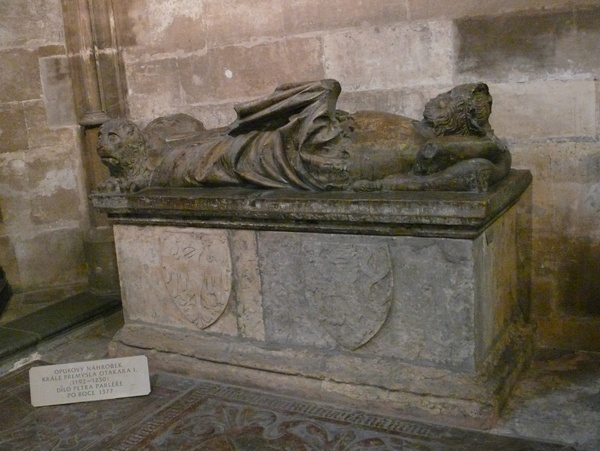 OPUKOVÝ NÁHROBEK
KRÁLE PŘEMYSLA OTAKARA I.
(1192–1230)
DÍLO PETRA PARLÉŘE
PO ROCE 1377